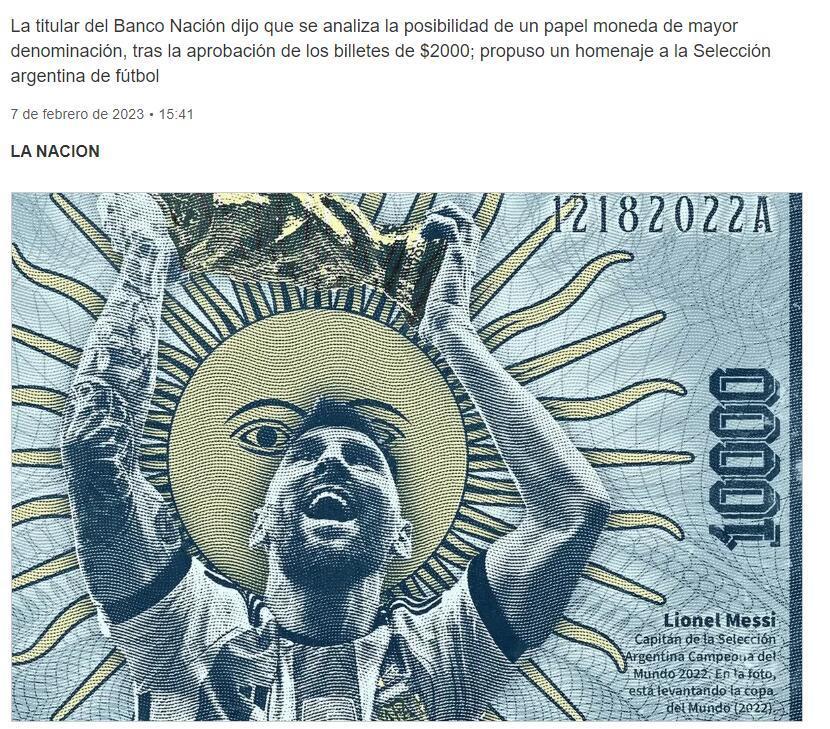 La titular del Banco Nación dijo que se analiza la posibilidad de un papel moneda de mayor
denominación, tras la aprobación de los billetes de $2000; propuso un homenaje a la Selección
argentina de fútbol
7 de febrero de 2023 • 15:41
LA NACION
12182022A
10000
Lionel Messi
Capitán de la Selección
Argentina Campeona del
Mundo 2022. En la foto,
está levantando la copa
del Mundo (2022).